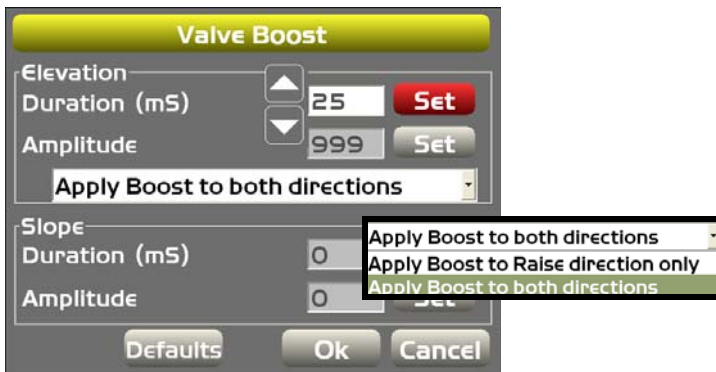 Valve Boost
Elevation
Duration (mS) 25 Set
Amplitude 999 Set
Apply Boost to both directions
Slope
Duration (mS) 0
Amplitude 0 Set
Apply Boost to both directions
Apply Boost to Raise direction only
Apply Boost to both directions
Defaults Ok Cancel